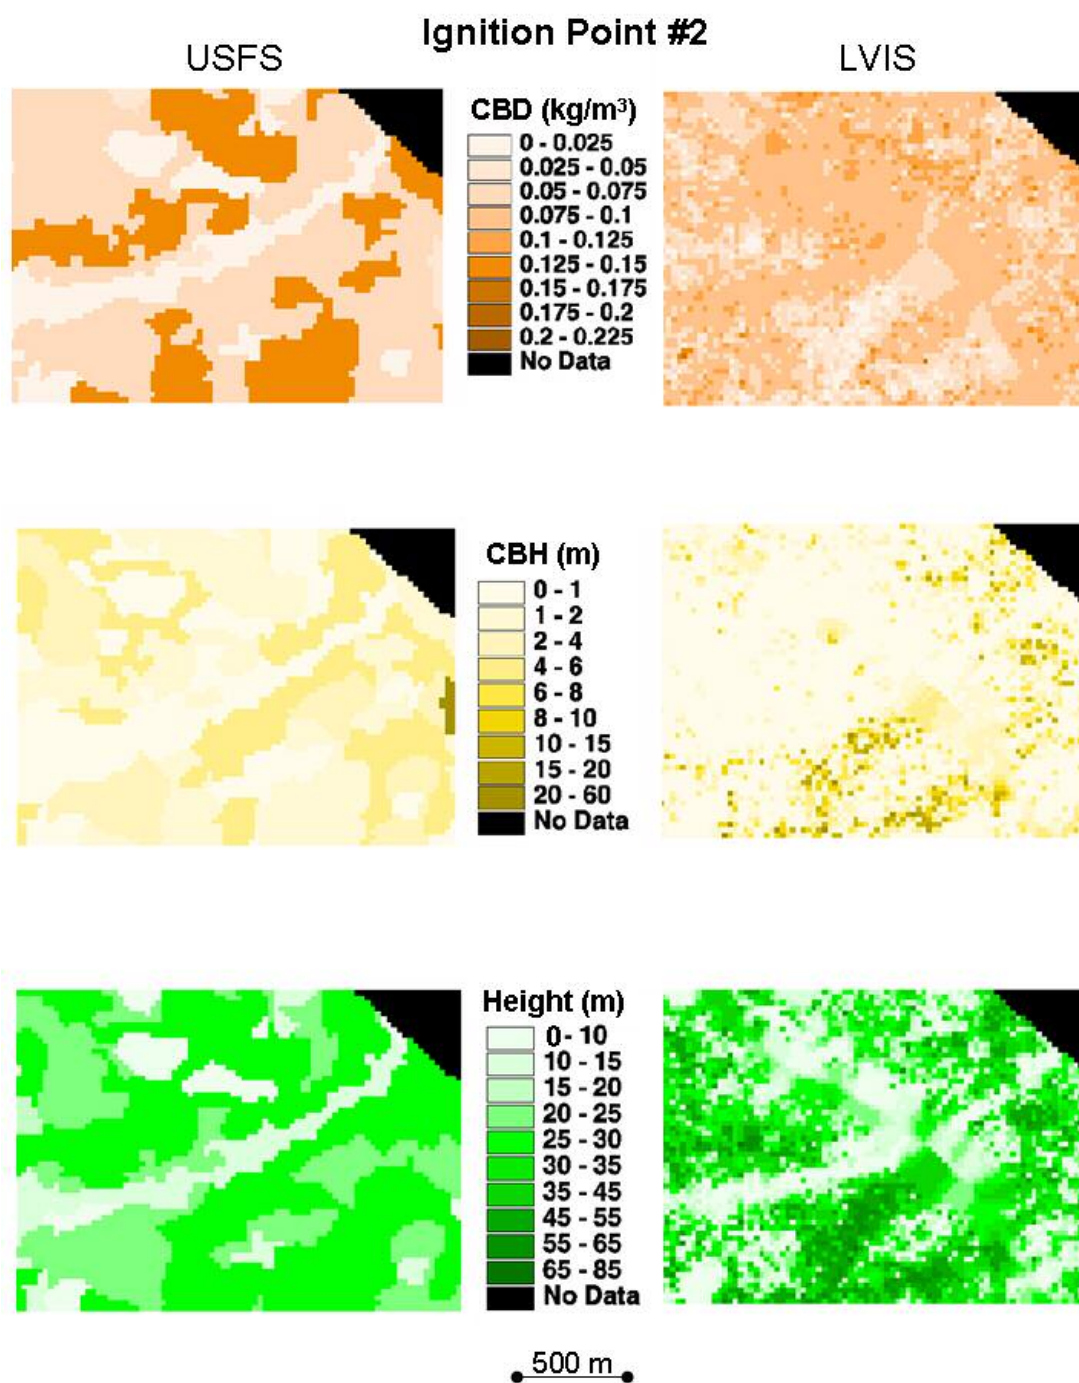 Ignition Point #2
USFS
LVIS
CBD (kg/m³)
0 - 0.025
0.025 - 0.05
0.05 - 0.075
0.075 - 0.1
0.1 - 0.125
0.125 - 0.15
0.15 - 0.175
0.175 - 0.2
0.2 - 0.225
No Data
CBH (m)
0 - 1
1 - 2
2 - 4
4 - 6
6 - 8
8 - 10
10 - 15
15 - 20
20 - 60
No Data
Height (m)
0 - 10
10 - 15
15 - 20
20 - 25
25 - 30
30 - 35
35 - 45
45 - 55
55 - 65
65 - 85
No Data
500 m